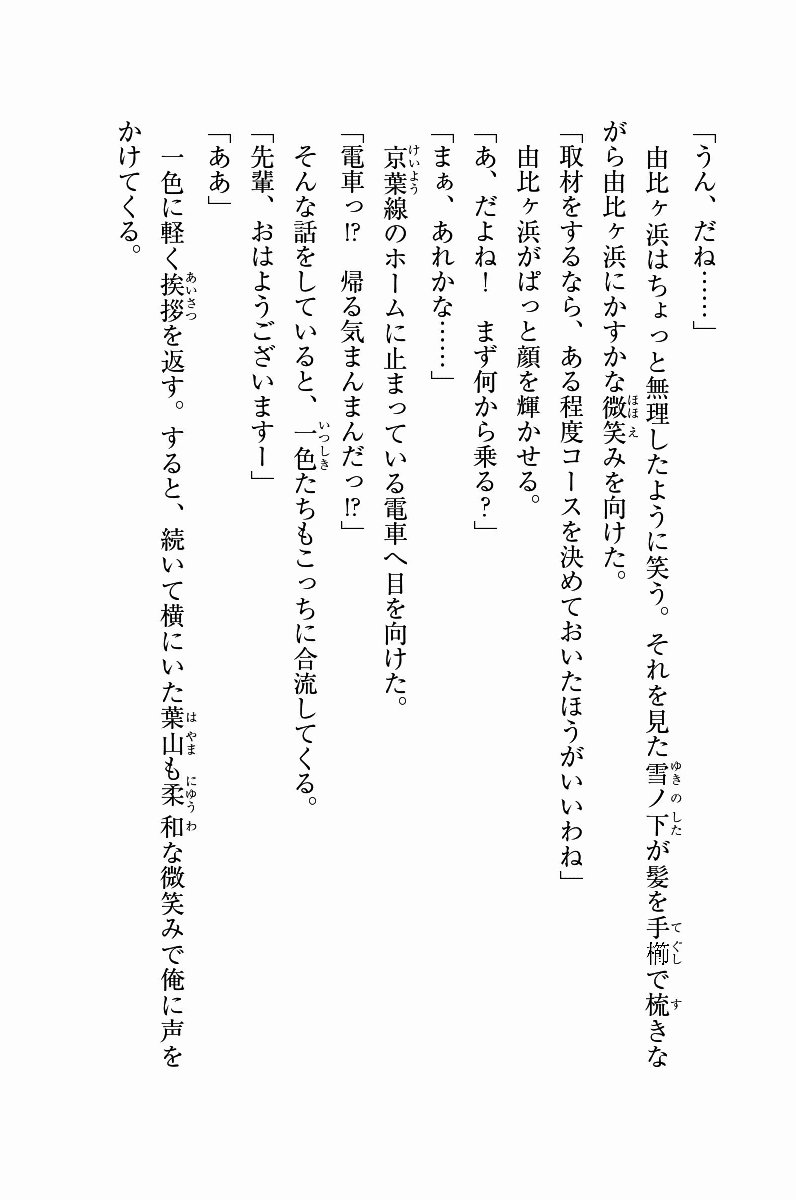 「うん、だね……」
　由比ヶ浜はちょっと無理したように笑う。それを見た雪ノ下が髪を手櫛で梳きな
がら由比ヶ浜にかすかな微笑みを向けた。
「取材をするなら、ある程度コースを決めておいたほうがいいわね」
　由比ヶ浜がぱっと顔を輝かせる。
「あ、だよね！　まず何から乗る？」
「まぁ、あれかな……」
　京葉線のホームに止まっている電車へ目を向けた。
「電車っ!?　帰る気まんまんだっ!?」
　そんな話をしていると、一色たちもこっちに合流してくる。
「先輩、おはようございますー」
「ああ」
　一色に軽く挨拶を返す。すると、続いて横にいた葉山も柔和な微笑みで俺に声を
かけてくる。